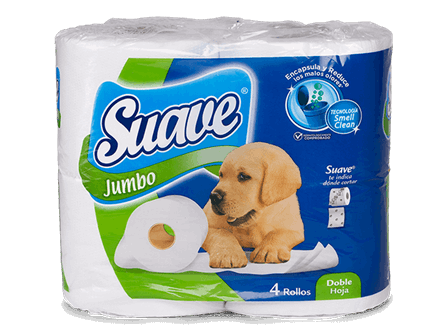 Encapsula y Reduce
los malos olores
Suave®
TECNOLOGÍA
Smell
Clean
COMPROBADO
Jumbo
Suave®
te indica
dónde cortar
4 Rollos
Doble
Hoja